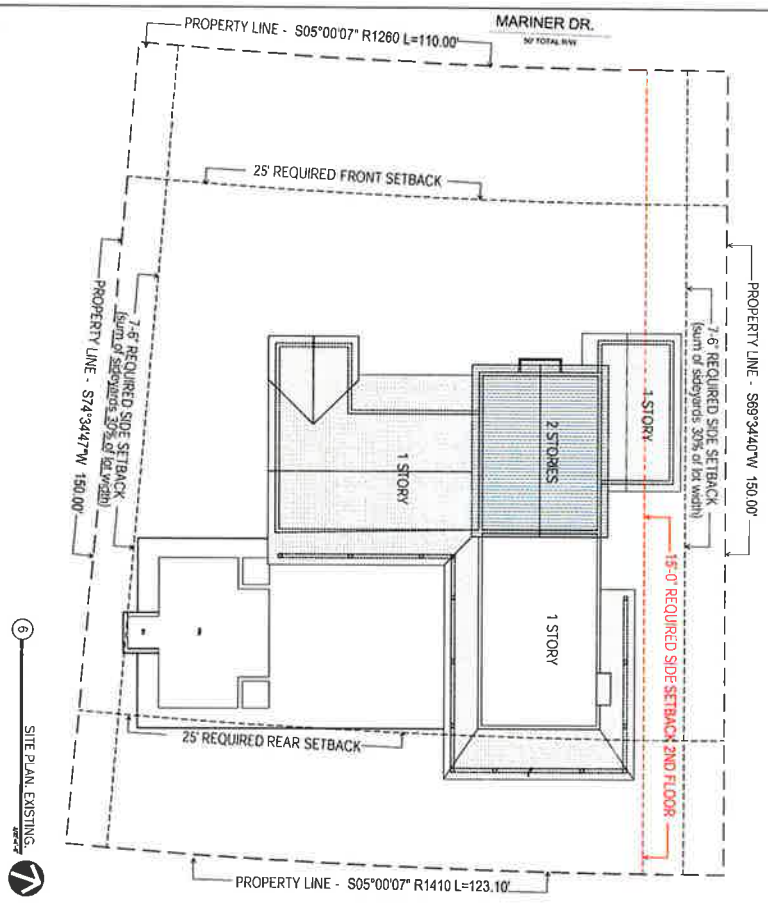 MARINER DR.
50' TOTAL R/W
PROPERTY LINE - S05°00'07" R1260 L=110.00'
25' REQUIRED FRONT SETBACK
PROPERTY LINE - S69°34'40"W 150.00'
7-6" REQUIRED SIDE SETBACK
(sum of sideyards 30% of lot width)
15'-0" REQUIRED SIDE SETBACK 2ND FLOOR
1 STORY
2 STORIES
1 STORY
1 STORY
7-6" REQUIRED SIDE SETBACK
(sum of sideyards 30% of lot width)
PROPERTY LINE - S74°34'47"W 150.00'
25' REQUIRED REAR SETBACK
PROPERTY LINE - S05°00'07" R1410 L=123.10'
6
SITE PLAN. EXISTING.